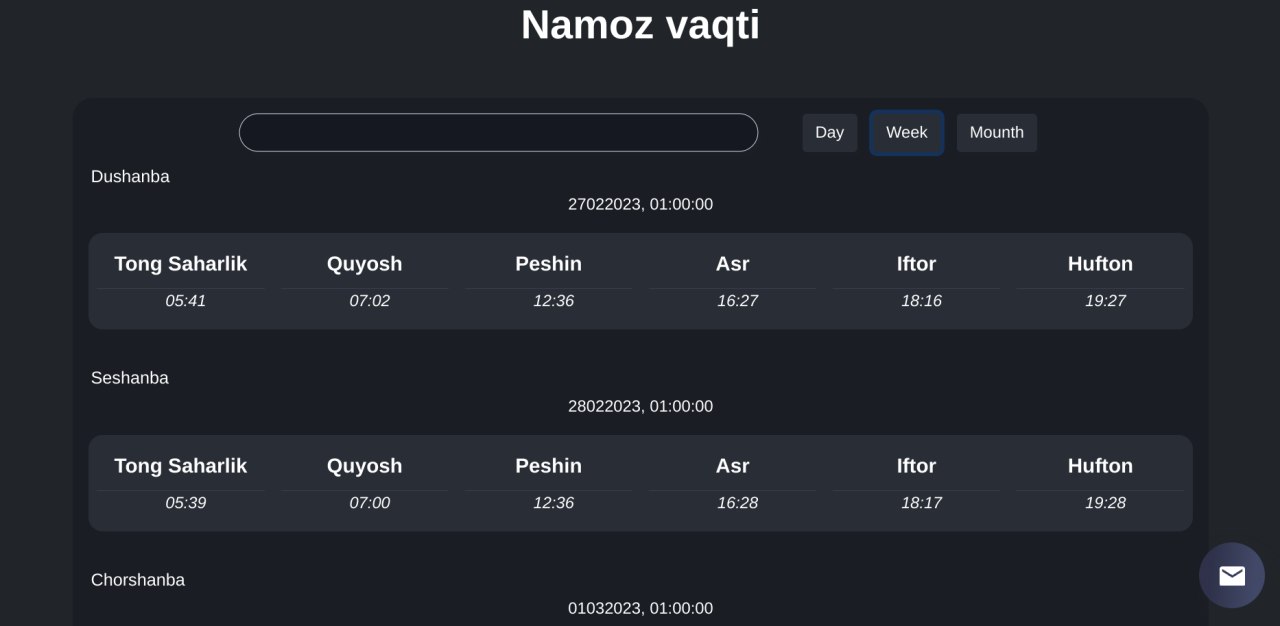 Namoz vaqti
Day Week Mounth
Dushanba
27022023, 01:00:00
Tong Saharlik Quyosh Peshin Asr Iftor Hufton
05:41 07:02 12:36 16:27 18:16 19:27
Seshanba
28022023, 01:00:00
Tong Saharlik Quyosh Peshin Asr Iftor Hufton
05:39 07:00 12:36 16:28 18:17 19:28
Chorshanba
01032023, 01:00:00